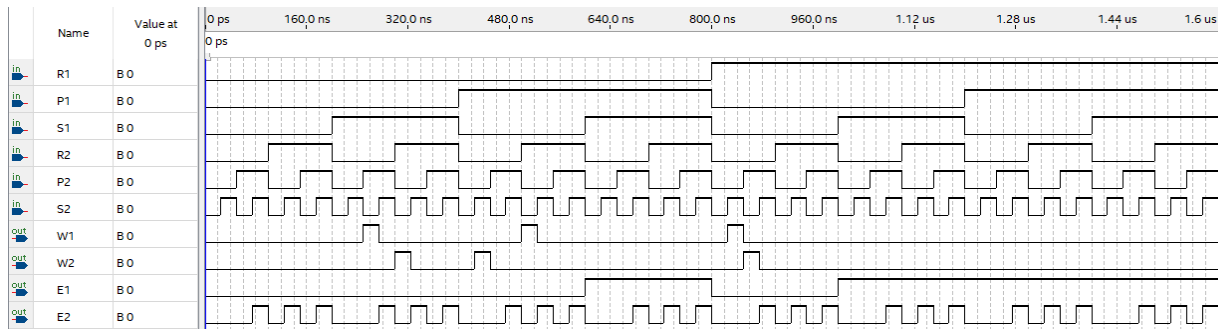 Name
Value at
0 ps
0 ps 160.0 ns 320.0 ns 480.0 ns 640.0 ns 800.0 ns 960.0 ns 1.12 us 1.28 us 1.44 us 1.6 us
0 ps
in R1 B 0
in P1 B 0
in S1 B 0
in R2 B 0
in P2 B 0
in S2 B 0
out W1 B 0
out W2 B 0
out E1 B 0
out E2 B 0